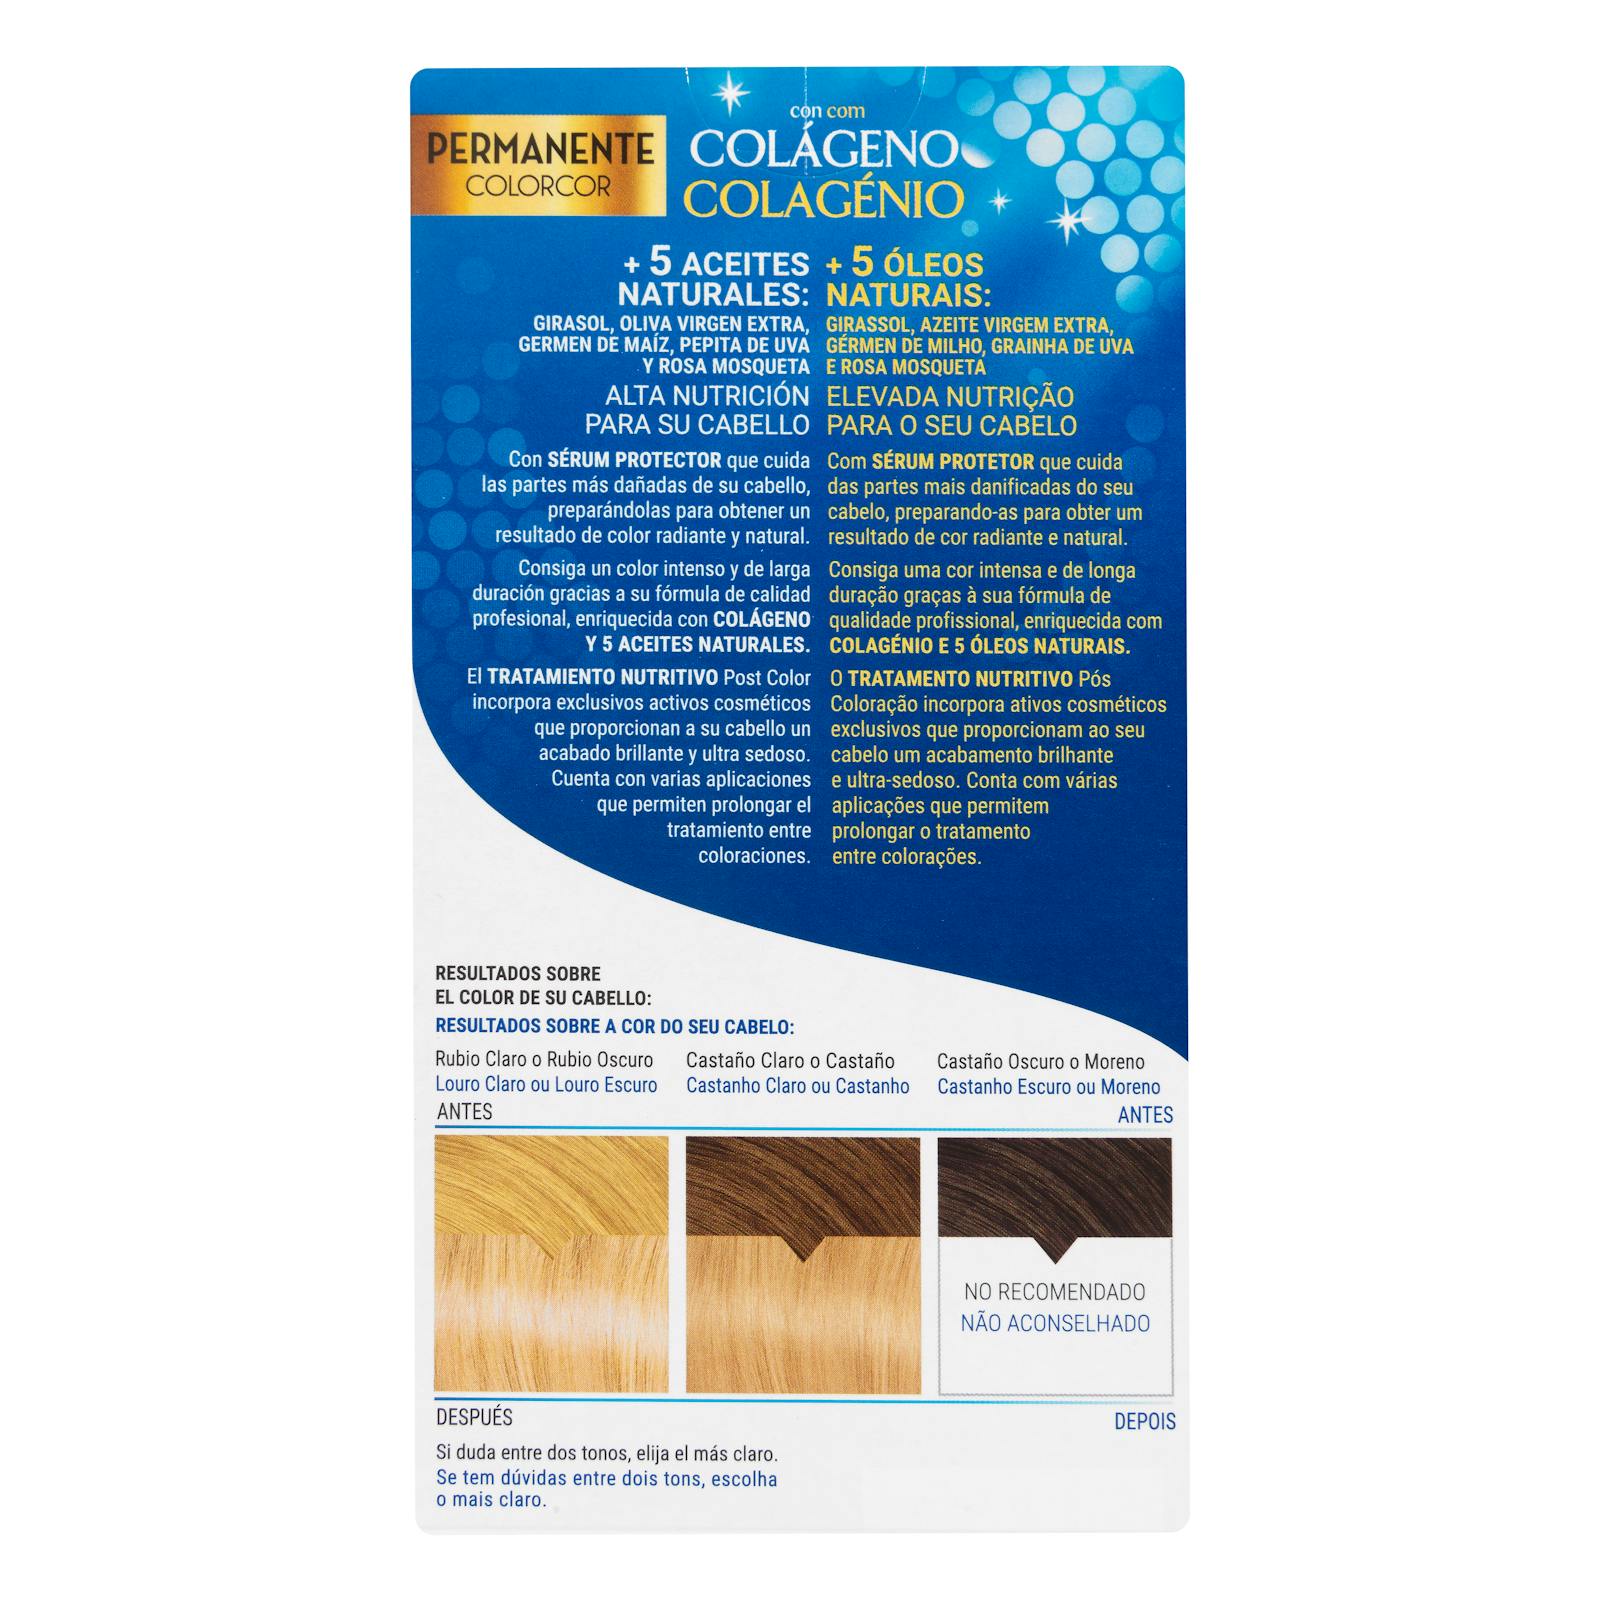 PERMANENTE
COLORCOR
con com
COLÁGENO
COLAGÉNIO
+ 5 ACEITES
NATURALES:
GIRASOL, OLIVA VIRGEN EXTRA,
GERMEN DE MAÍZ, PEPITA DE UVA
Y ROSA MOSQUETA
ALTA NUTRICIÓN
PARA SU CABELLO
Con SÉRUM PROTECTOR que cuida
las partes más dañadas de su cabello,
preparándolas para obtener un
resultado de color radiante y natural.
Consiga un color intenso y de larga
duración gracias a su fórmula de calidad
profesional, enriquecida con COLÁGENO
Y 5 ACEITES NATURALES.
El TRATAMIENTO NUTRITIVO Post Color
incorpora exclusivos activos cosméticos
que proporcionan a su cabello un
acabado brillante y ultra sedoso.
Cuenta con varias aplicaciones
que permiten prolongar el
tratamiento entre
coloraciones.
+ 5 ÓLEOS
NATURAIS:
GIRASSOL, AZEITE VIRGEM EXTRA,
GÉRMEN DE MILHO, GRAINHA DE UVA
E ROSA MOSQUETA
ELEVADA NUTRIÇÃO
PARA O SEU CABELO
Com SÉRUM PROTETOR que cuida
das partes mais danificadas do seu
cabelo, preparando-as para obter um
resultado de cor radiante e natural.
Consiga uma cor intensa e de longa
duração graças à sua fórmula de
qualidade profissional, enriquecida com
COLAGÉNIO E 5 ÓLEOS NATURAIS.
O TRATAMENTO NUTRITIVO Pós
Coloração incorpora ativos cosméticos
exclusivos que proporcionam ao seu
cabelo um acabamento brilhante
e ultra-sedoso. Conta com várias
aplicações que permitem
prolongar o tratamento
entre colorações.
RESULTADOS SOBRE
EL COLOR DE SU CABELLO:
RESULTADOS SOBRE A COR DO SEU CABELO:
Rubio Claro o Rubio Oscuro
Louro Claro ou Louro Escuro
Castaño Claro o Castaño
Castanho Claro ou Castanho
Castaño Oscuro o Moreno
Castanho Escuro ou Moreno
ANTES
ANTES
NO RECOMENDADO
NÃO ACONSELHADO
DESPUÉS
DEPOIS
Si duda entre dos tonos, elija el más claro.
Se tem dúvidas entre dois tons, escolha
o mais claro.